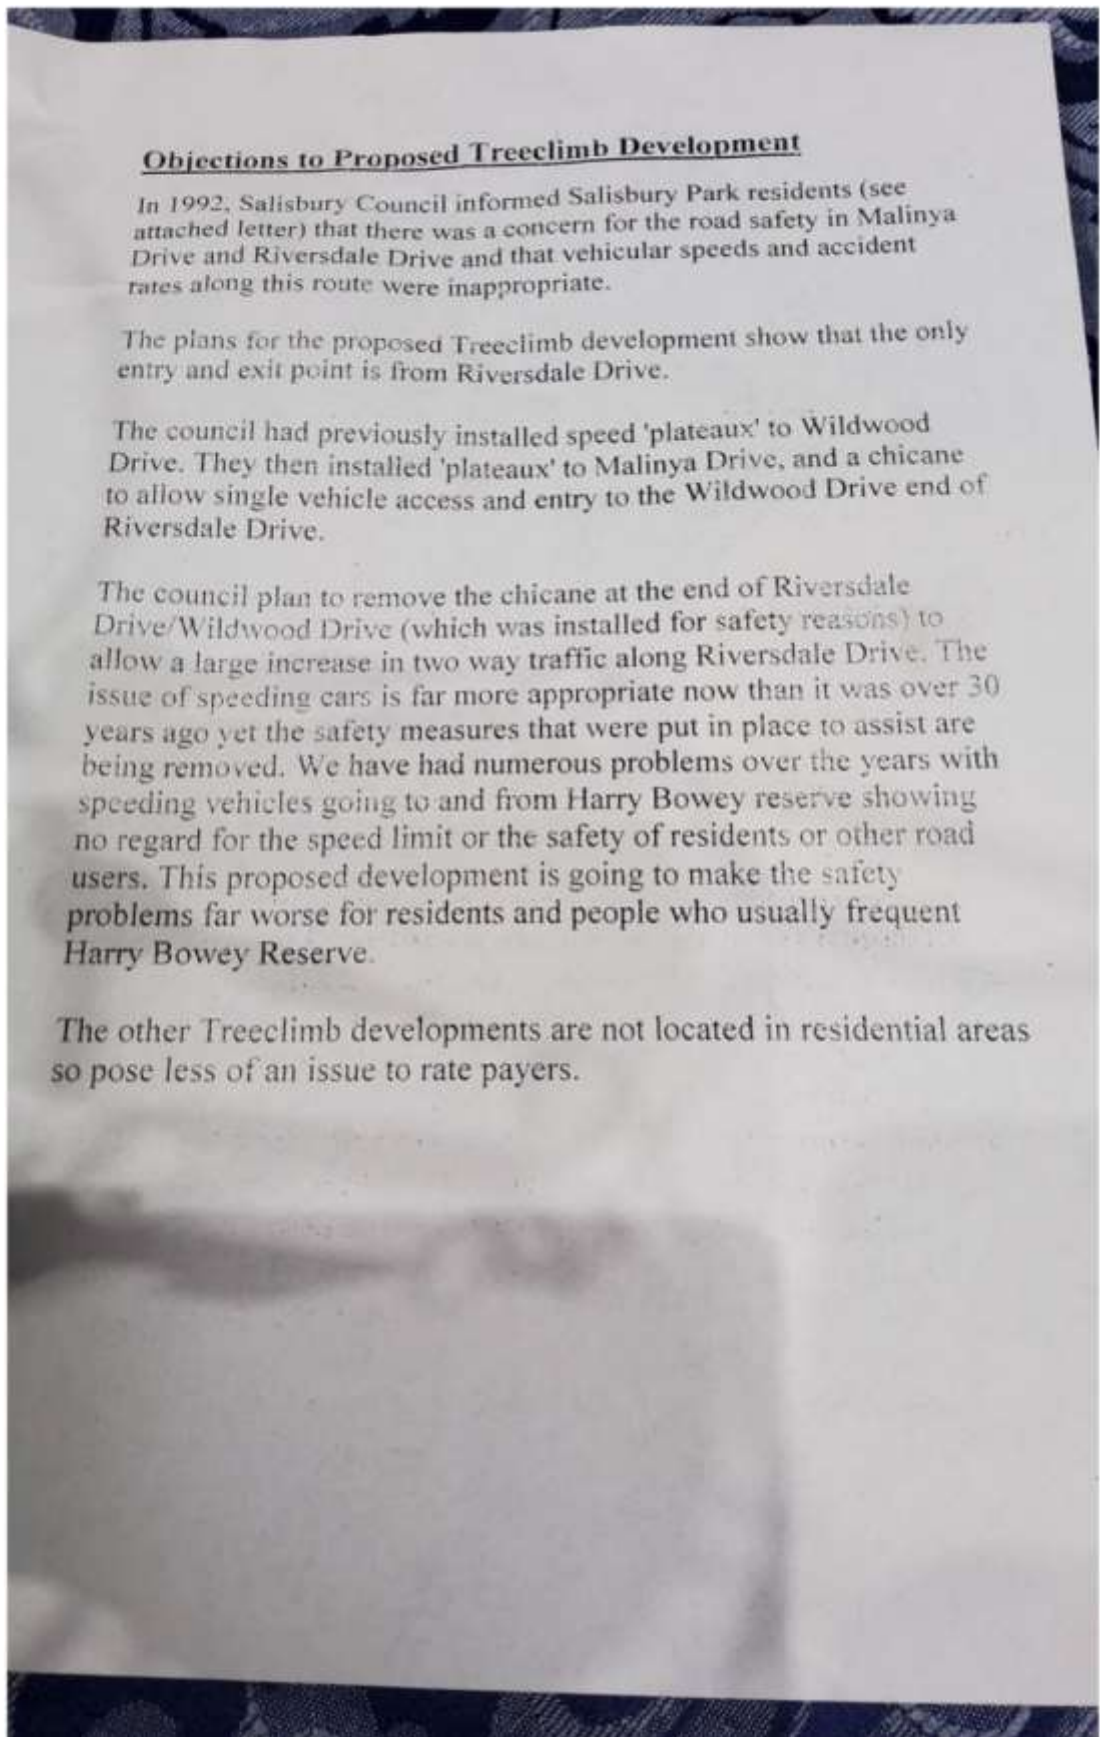 Objections to Proposed Treeclimb Development
In 1992, Salisbury Council informed Salisbury Park residents (see
attached letter) that there was a concern for the road safety in Malinya
Drive and Riversdale Drive and that vehicular speeds and accident
rates along this route were inappropriate.
The plans for the proposed Treeclimb development show that the only
entry and exit point is from Riversdale Drive.
The council had previously installed speed 'plateaux' to Wildwood
Drive. They then installed 'plateaux' to Malinya Drive, and a chicane
to allow single vehicle access and entry to the Wildwood Drive end of
Riversdale Drive.
The council plan to remove the chicane at the end of Riversdale
Drive/Wildwood Drive (which was installed for safety reasons) to
allow a large increase in two way traffic along Riversdale Drive. The
issue of speeding cars is far more appropriate now than it was over 30
years ago yet the safety measures that were put in place to assist are
being removed. We have had numerous problems over the years with
speeding vehicles going to and from Harry Bowey reserve showing
no regard for the speed limit or the safety of residents or other road
users. This proposed development is going to make the safety
problems far worse for residents and people who usually frequent
Harry Bowey Reserve.
The other Treeclimb developments are not located in residential areas
so pose less of an issue to rate payers.